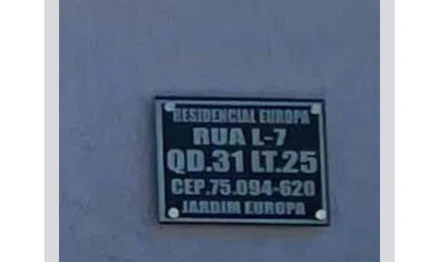 RESIDENCIAL EUROPA
RUA L-7
QD.31 LT.25
CEP.75.094-620
JARDIM EUROPA